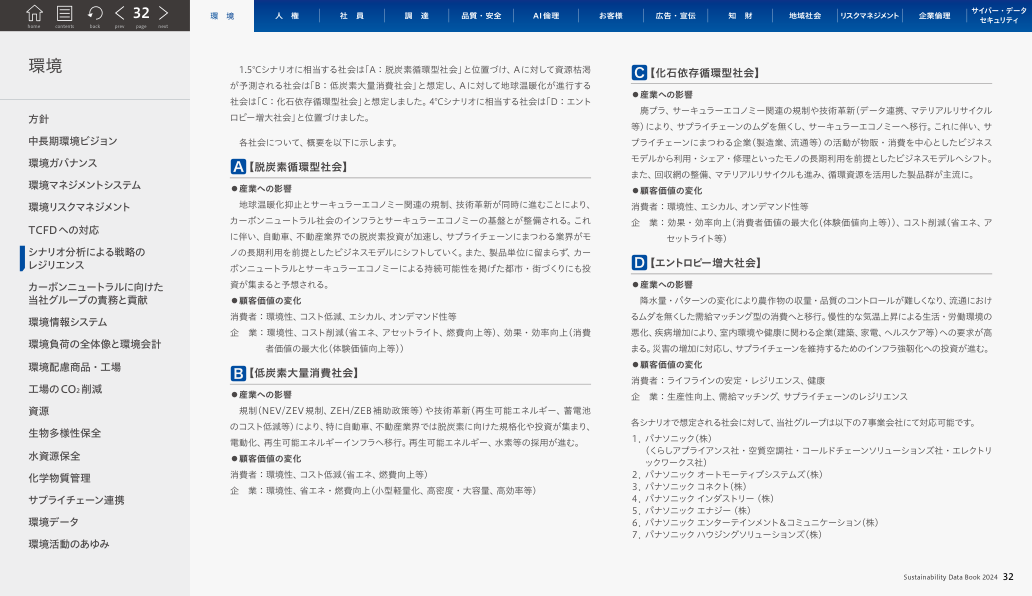 32
home contents back prev page next
環　境
人　権
社　員
調　達
品質・安全
AI倫理
お客様
広告・宣伝
知　財
地域社会
リスクマネジメント
企業倫理
サイバー・データ
セキュリティ
環境
方針
中長期環境ビジョン
環境ガバナンス
環境マネジメントシステム
環境リスクマネジメント
TCFDへの対応
シナリオ分析による戦略の
レジリエンス
カーボンニュートラルに向けた
当社グループの責務と貢献
環境情報システム
環境負荷の全体像と環境会計
環境配慮商品・工場
工場のCO₂削減
資源
生物多様性保全
水資源保全
化学物質管理
サプライチェーン連携
環境データ
環境活動のあゆみ
1.5℃シナリオに相当する社会は「A：脱炭素循環型社会」と位置づけ、Aに対して資源枯渇
が予測される社会は「B：低炭素大量消費社会」と想定し、Aに対して地球温暖化が進行する
社会は「C：化石依存循環型社会」と想定しました。4℃シナリオに相当する社会は「D：エント
ロピー増大社会」と位置づけました。
各社会について、概要を以下に示します。
A【脱炭素循環型社会】
●産業への影響
地球温暖化抑止とサーキュラーエコノミー関連の規制、技術革新が同時に進むことにより、
カーボンニュートラル社会のインフラとサーキュラーエコノミーの基盤とが整備される。これ
に伴い、自動車、不動産業界での脱炭素投資が加速し、サプライチェーンにまつわる業界がモ
ノの長期利用を前提としたビジネスモデルにシフトしていく。また、製品単位に留まらず、カー
ボンニュートラルとサーキュラーエコノミーによる持続可能性を掲げた都市・街づくりにも投
資が集まると予想される。
●顧客価値の変化
消費者：環境性、コスト低減、エシカル、オンデマンド性等
企　業：環境性、コスト削減（省エネ、アセットライト、燃費向上等）、効果・効率向上（消費
者価値の最大化（体験価値向上等））
B【低炭素大量消費社会】
●産業への影響
規制（NEV/ZEV規制、ZEH/ZEB補助政策等）や技術革新（再生可能エネルギー、蓄電池
のコスト低減等）により、特に自動車、不動産業界では脱炭素に向けた規格化や投資が集まり、
電動化、再生可能エネルギーインフラへ移行。再生可能エネルギー、水素等の採用が進む。
●顧客価値の変化
消費者：環境性、コスト低減（省エネ、燃費向上等）
企　業：環境性、省エネ・燃費向上（小型軽量化、高密度・大容量、高効率等）
C【化石依存循環型社会】
●産業への影響
廃プラ、サーキュラーエコノミー関連の規制や技術革新（データ連携、マテリアルリサイクル
等）により、サプライチェーンのムダを無くし、サーキュラーエコノミーへ移行。これに伴い、サ
プライチェーンにまつわる企業（製造業、流通等）の活動が物販・消費を中心としたビジネス
モデルから利用・シェア・修理といったモノの長期利用を前提としたビジネスモデルへシフト。
また、回収網の整備、マテリアルリサイクルも進み、循環資源を活用した製品群が主流に。
●顧客価値の変化
消費者：環境性、エシカル、オンデマンド性等
企　業：効果・効率向上（消費者価値の最大化（体験価値向上等））、コスト削減（省エネ、ア
セットライト等）
D【エントロピー増大社会】
●産業への影響
降水量・パターンの変化により農作物の収量・品質のコントロールが難しくなり、流通におけ
るムダを無くした需給マッチング型の消費へと移行。慢性的な気温上昇による生活・労働環境の
悪化、疾病増加により、室内環境や健康に関わる企業（建築、家電、ヘルスケア等）への要求が高
まる。災害の増加に対応し、サプライチェーンを維持するためのインフラ強靭化への投資が進む。
●顧客価値の変化
消費者：ライフラインの安定・レジリエンス、健康
企　業：生産性向上、需給マッチング、サプライチェーンのレジリエンス
各シナリオで想定される社会に対して、当社グループは以下の7事業会社にて対応可能です。
1, パナソニック（株）
（くらしアプライアンス社・空質空調社・コールドチェーンソリューションズ社・エレクトリ
ックワークス社）
2, パナソニック オートモーティブシステムズ（株）
3, パナソニック コネクト（株）
4, パナソニック インダストリー（株）
5, パナソニック エナジー（株）
6, パナソニック エンターテインメント＆コミュニケーション（株）
7, パナソニック ハウジングソリューションズ（株）
Sustainability Data Book 2024 32